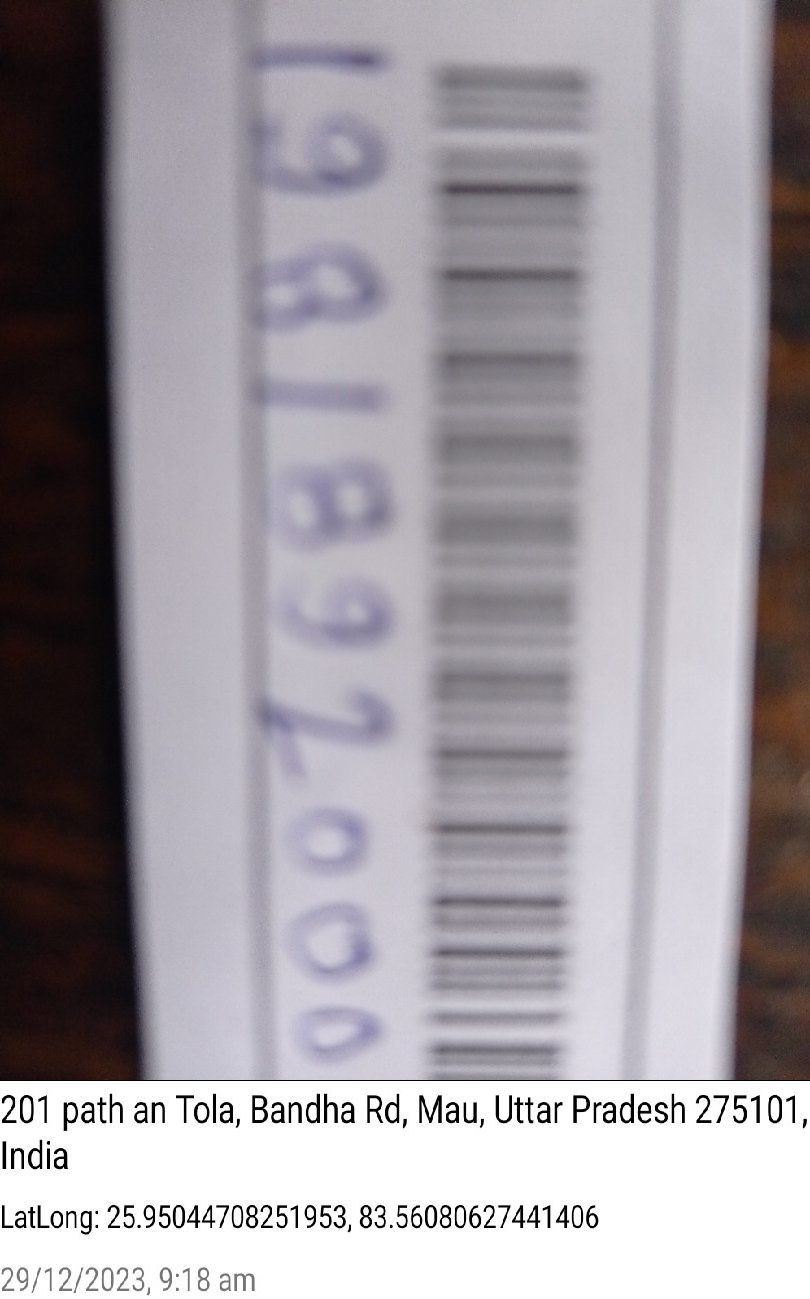 1981892000
201 path an Tola, Bandha Rd, Mau, Uttar Pradesh 275101,
India
LatLong: 25.95044708251953, 83.56080627441406
29/12/2023, 9:18 am